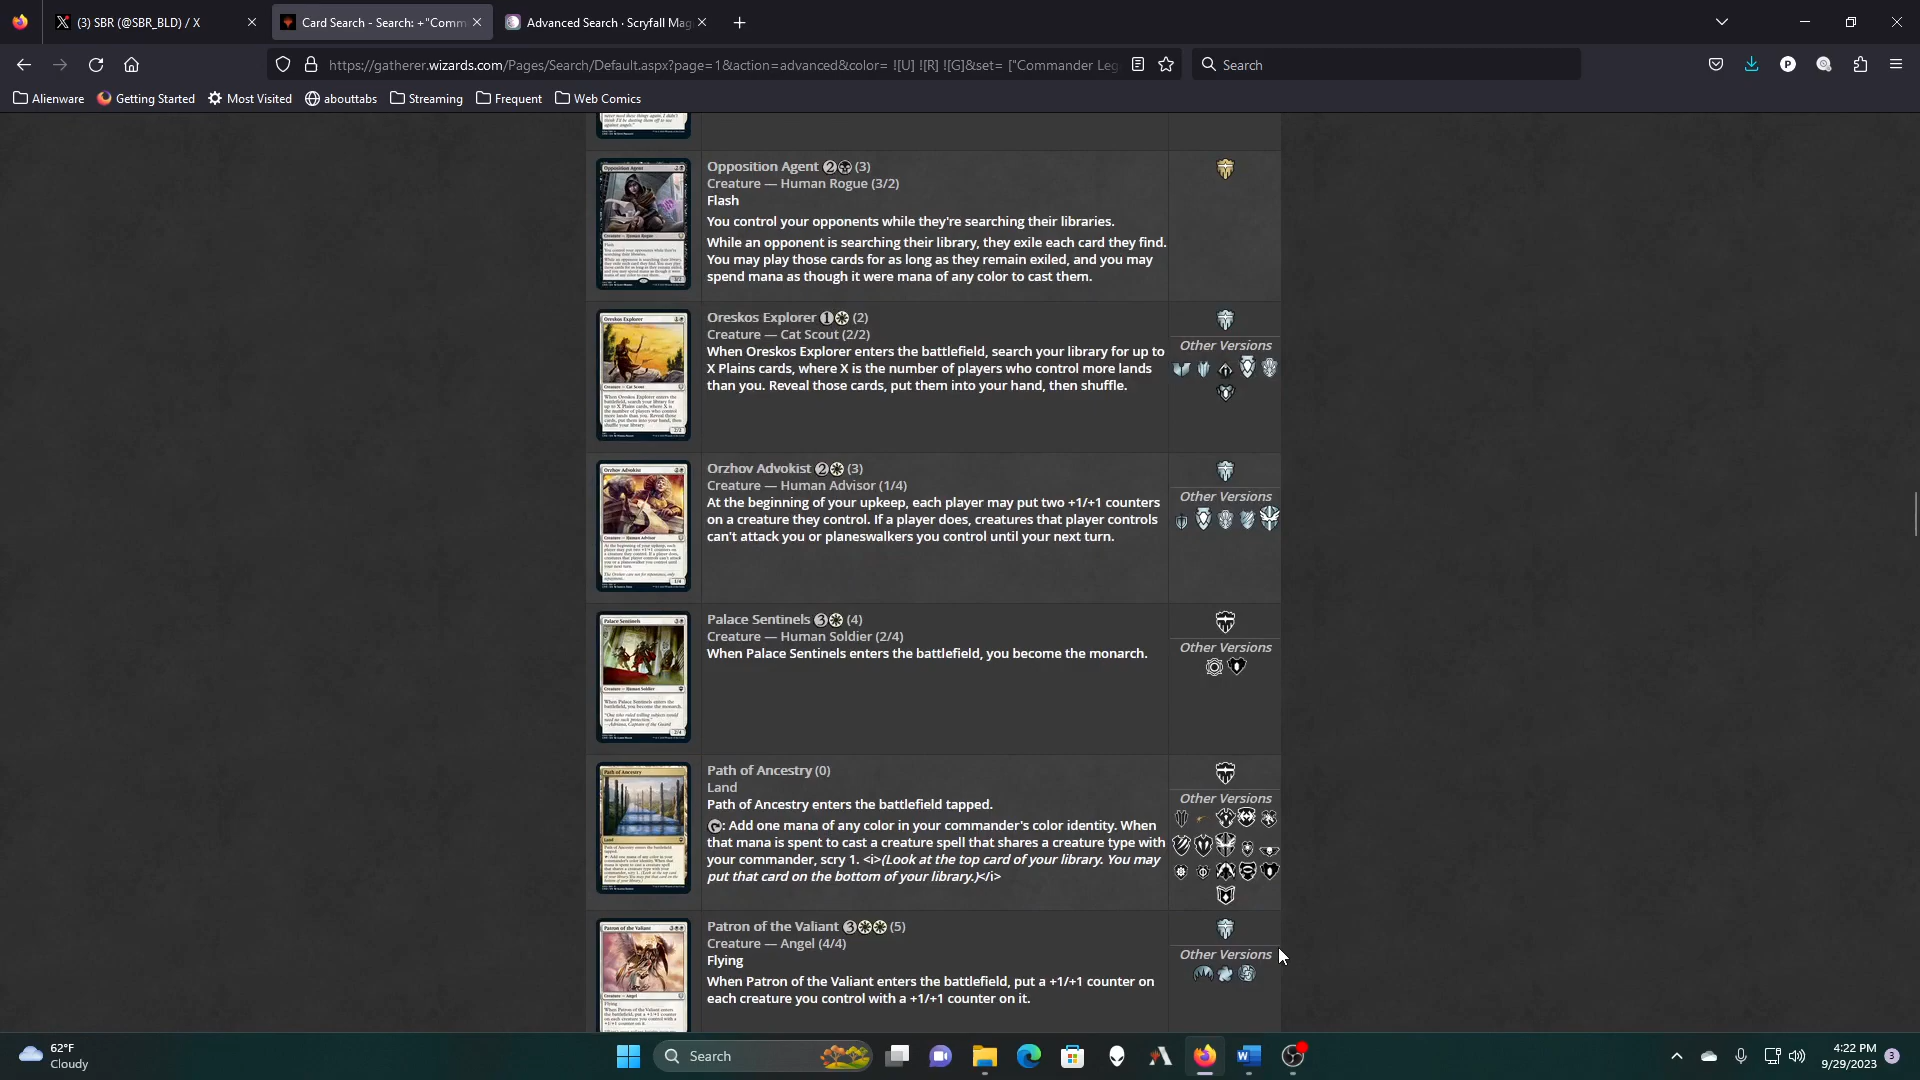 (3) SBR (@SBR_BLD) / X
Card Search - Search: +"Comm
Advanced Search · Scryfall Mag
https://gatherer.wizards.com/Pages/Search/Default.aspx?page=1&action=advanced&color= ![U] ![R] ![G]&set= ["Commander Leg
Search
Alienware
Getting Started
Most Visited
abouttabs
Streaming
Frequent
Web Comics
Opposition Agent 2 (3)
Creature — Human Rogue (3/2)
Flash
You control your opponents while they're searching their libraries.
While an opponent is searching their library, they exile each card they find.
You may play those cards for as long as they remain exiled, and you may
spend mana as though it were mana of any color to cast them.
Oreskos Explorer 1 (2)
Creature — Cat Scout (2/2)
When Oreskos Explorer enters the battlefield, search your library for up to
X Plains cards, where X is the number of players who control more lands
than you. Reveal those cards, put them into your hand, then shuffle.
Other Versions
Orzhov Advokist 2 (3)
Creature — Human Advisor (1/4)
At the beginning of your upkeep, each player may put two +1/+1 counters
on a creature they control. If a player does, creatures that player controls
can't attack you or planeswalkers you control until your next turn.
Other Versions
Palace Sentinels 3 (4)
Creature — Human Soldier (2/4)
When Palace Sentinels enters the battlefield, you become the monarch.
Other Versions
Path of Ancestry (0)
Land
Path of Ancestry enters the battlefield tapped.
: Add one mana of any color in your commander's color identity. When
that mana is spent to cast a creature spell that shares a creature type with
your commander, scry 1. <i>(Look at the top card of your library. You may
put that card on the bottom of your library.)</i>
Other Versions
Patron of the Valiant 3 (5)
Creature — Angel (4/4)
Flying
When Patron of the Valiant enters the battlefield, put a +1/+1 counter on
each creature you control with a +1/+1 counter on it.
Other Versions
62°F
Cloudy
Search
4:22 PM
9/29/2023
3